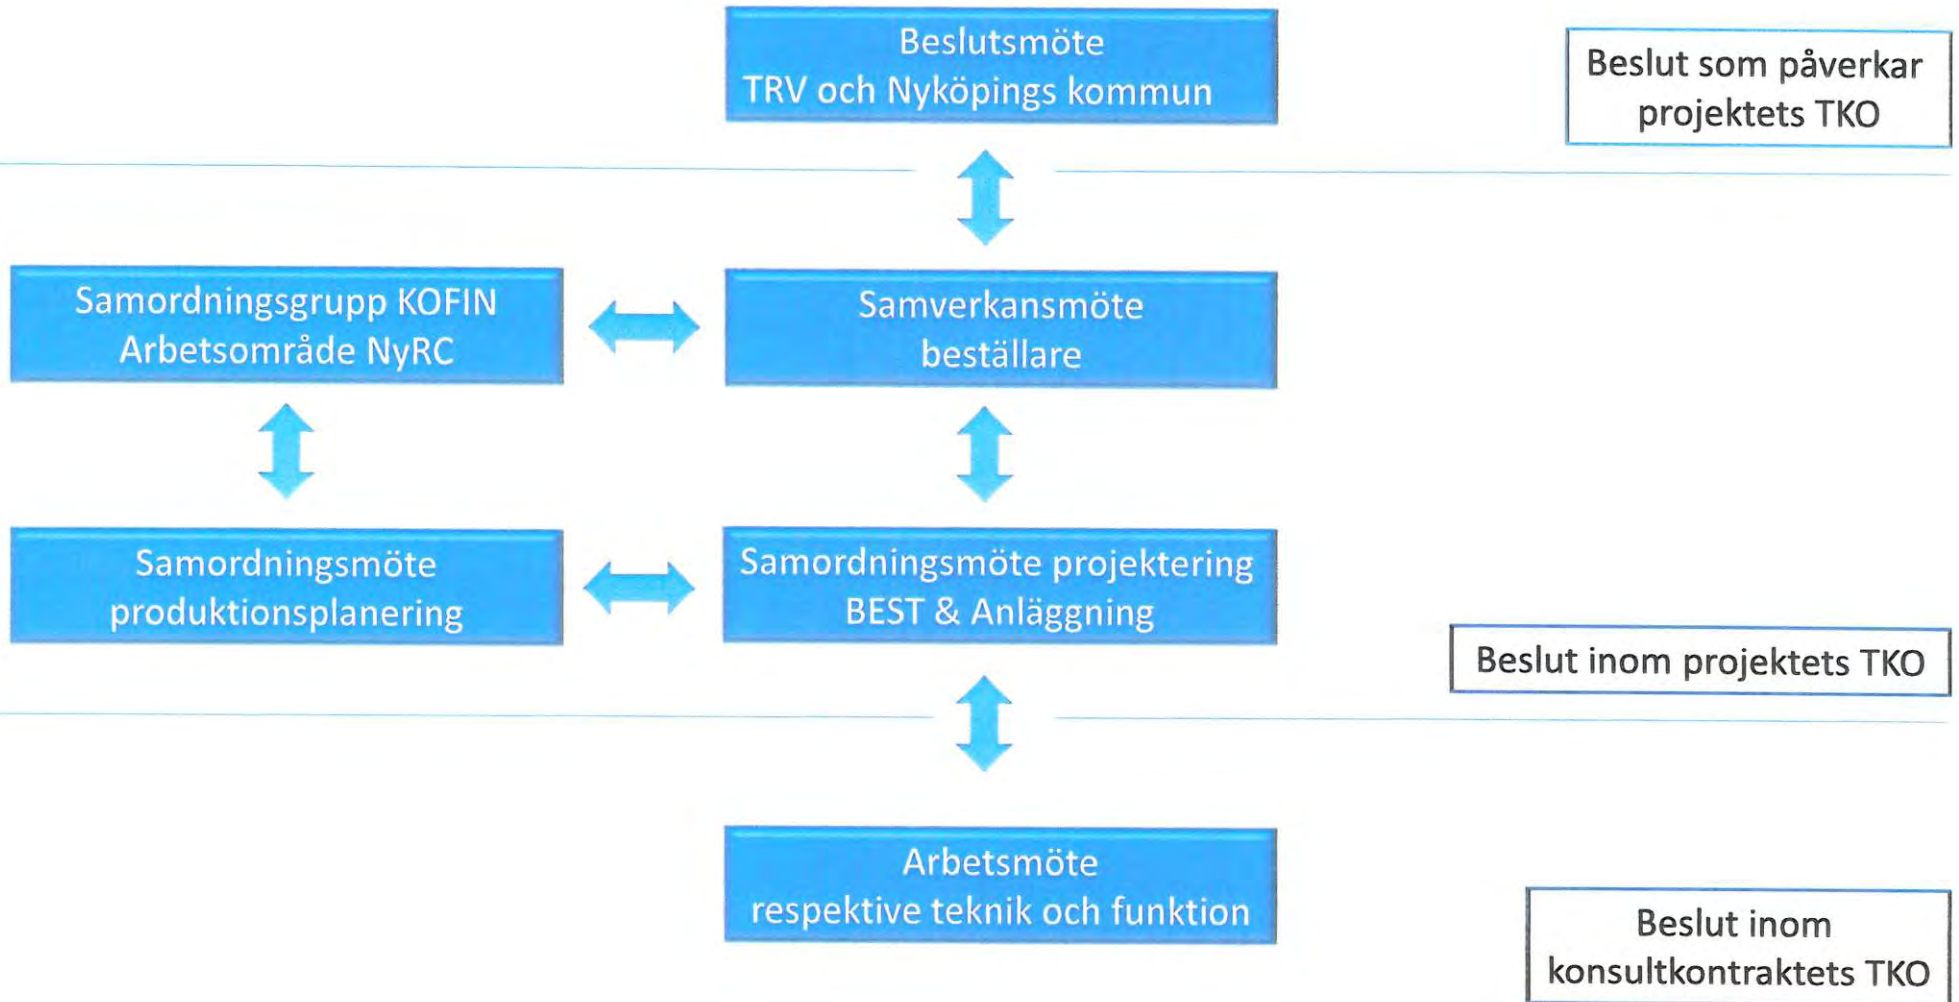 Beslutsmöte
TRV och Nyköpings kommun
Beslut som påverkar
projektets TKO
Samordningsgrupp KOFIN
Arbetsområde NyRC
Samverkansmöte
beställare
Samordningsmöte
produktionsplanering
Samordningsmöte projektering
BEST & Anläggning
Beslut inom projektets TKO
Arbetsmöte
respektive teknik och funktion
Beslut inom
konsultkontraktets TKO